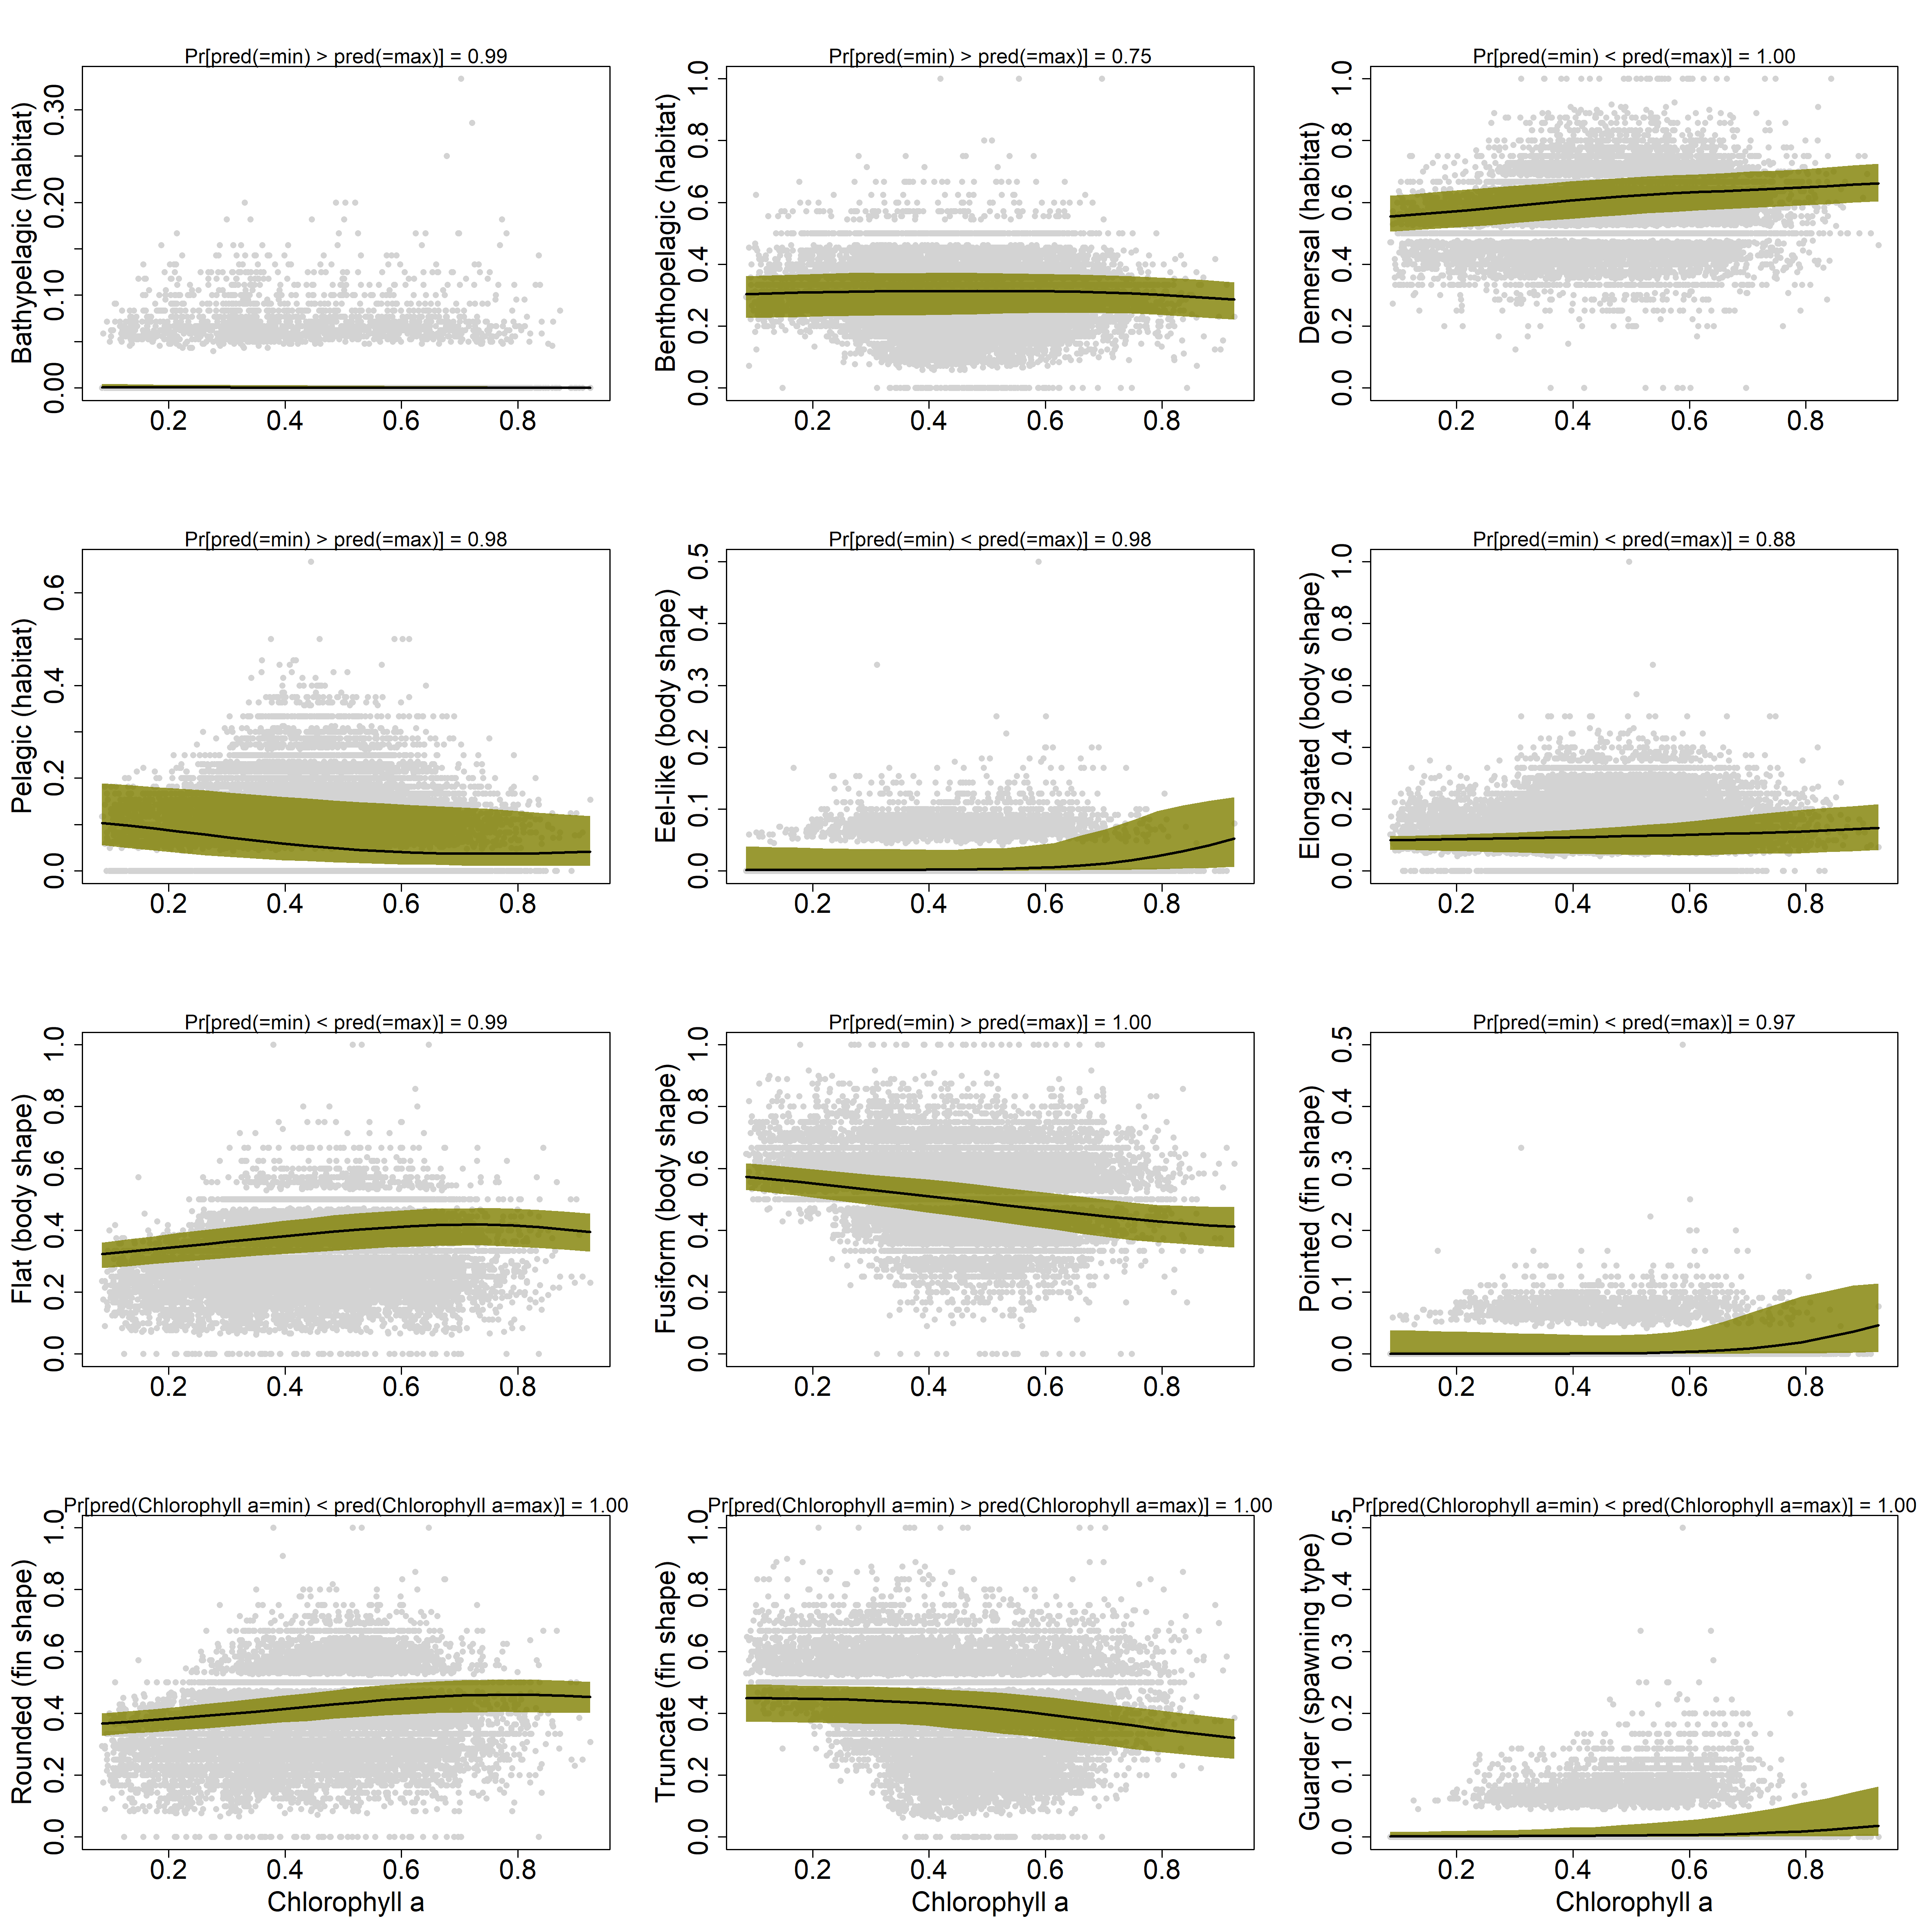 Pr[pred(=min) > pred(=max)] = 0.99
Bathypelagic (habitat)
0.00 0.10 0.20 0.30
0.2 0.4 0.6 0.8
Pr[pred(=min) > pred(=max)] = 0.75
Benthopelagic (habitat)
0.0 0.2 0.4 0.6 0.8 1.0
0.2 0.4 0.6 0.8
Pr[pred(=min) < pred(=max)] = 1.00
Demersal (habitat)
0.0 0.2 0.4 0.6 0.8 1.0
0.2 0.4 0.6 0.8
Pr[pred(=min) > pred(=max)] = 0.98
Pelagic (habitat)
0.0 0.2 0.4 0.6
0.2 0.4 0.6 0.8
Pr[pred(=min) < pred(=max)] = 0.98
Eel-like (body shape)
0.0 0.1 0.2 0.3 0.4 0.5
0.2 0.4 0.6 0.8
Pr[pred(=min) < pred(=max)] = 0.88
Elongated (body shape)
0.0 0.2 0.4 0.6 0.8 1.0
0.2 0.4 0.6 0.8
Pr[pred(=min) < pred(=max)] = 0.99
Flat (body shape)
0.0 0.2 0.4 0.6 0.8 1.0
0.2 0.4 0.6 0.8
Pr[pred(=min) > pred(=max)] = 1.00
Fusiform (body shape)
0.0 0.2 0.4 0.6 0.8 1.0
0.2 0.4 0.6 0.8
Pr[pred(=min) < pred(=max)] = 0.97
Pointed (fin shape)
0.0 0.1 0.2 0.3 0.4 0.5
0.2 0.4 0.6 0.8
Pr[pred(Chlorophyll a=min) < pred(Chlorophyll a=max)] = 1.00
Rounded (fin shape)
0.0 0.2 0.4 0.6 0.8 1.0
0.2 0.4 0.6 0.8
Chlorophyll a
Pr[pred(Chlorophyll a=min) > pred(Chlorophyll a=max)] = 1.00
Truncate (fin shape)
0.0 0.2 0.4 0.6 0.8 1.0
0.2 0.4 0.6 0.8
Chlorophyll a
Pr[pred(Chlorophyll a=min) < pred(Chlorophyll a=max)] = 1.00
Guarder (spawning type)
0.0 0.1 0.2 0.3 0.4 0.5
0.2 0.4 0.6 0.8
Chlorophyll a